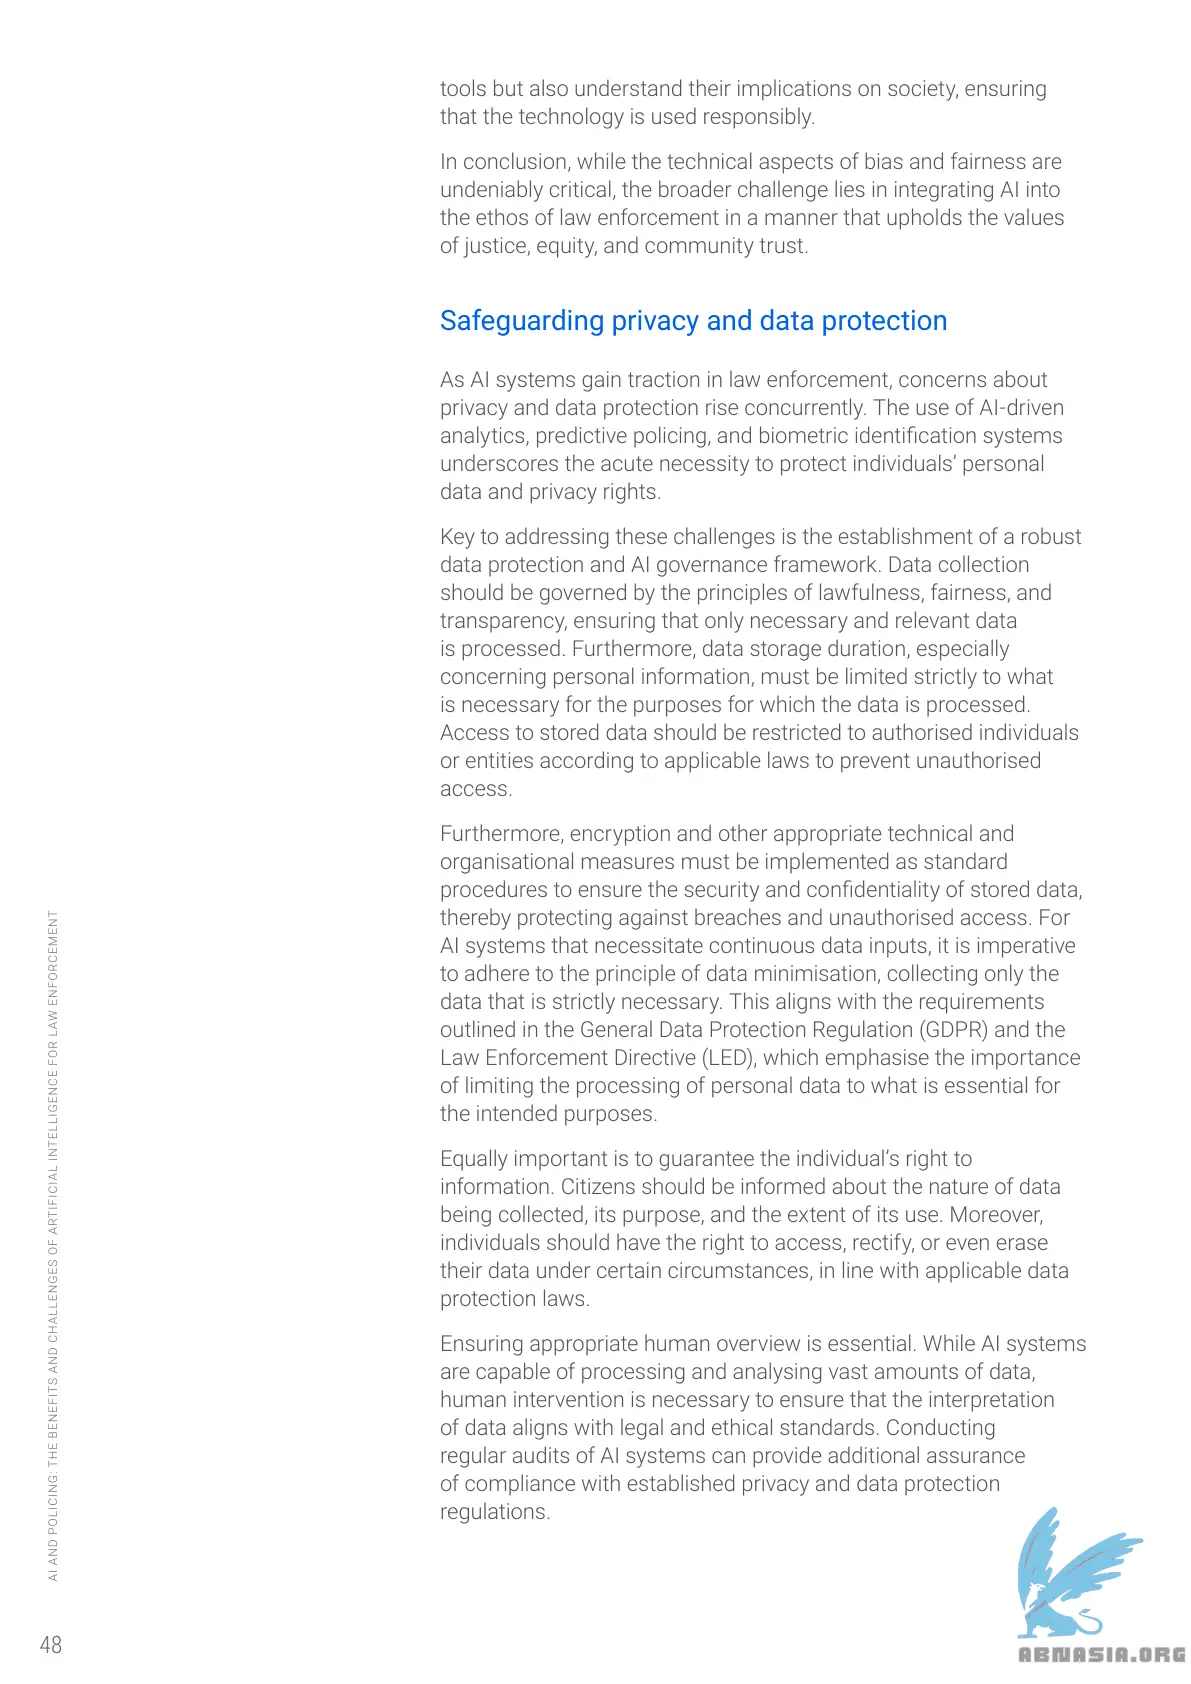 tools but also understand their implications on society, ensuring
that the technology is used responsibly.
In conclusion, while the technical aspects of bias and fairness are
undeniably critical, the broader challenge lies in integrating AI into
the ethos of law enforcement in a manner that upholds the values
of justice, equity, and community trust.
Safeguarding privacy and data protection
As AI systems gain traction in law enforcement, concerns about
privacy and data protection rise concurrently. The use of AI-driven
analytics, predictive policing, and biometric identification systems
underscores the acute necessity to protect individuals’ personal
data and privacy rights.
Key to addressing these challenges is the establishment of a robust
data protection and AI governance framework. Data collection
should be governed by the principles of lawfulness, fairness, and
transparency, ensuring that only necessary and relevant data
is processed. Furthermore, data storage duration, especially
concerning personal information, must be limited strictly to what
is necessary for the purposes for which the data is processed.
Access to stored data should be restricted to authorised individuals
or entities according to applicable laws to prevent unauthorised
access.
Furthermore, encryption and other appropriate technical and
organisational measures must be implemented as standard
procedures to ensure the security and confidentiality of stored data,
thereby protecting against breaches and unauthorised access. For
AI systems that necessitate continuous data inputs, it is imperative
to adhere to the principle of data minimisation, collecting only the
data that is strictly necessary. This aligns with the requirements
outlined in the General Data Protection Regulation (GDPR) and the
Law Enforcement Directive (LED), which emphasise the importance
of limiting the processing of personal data to what is essential for
the intended purposes.
Equally important is to guarantee the individual’s right to
information. Citizens should be informed about the nature of data
being collected, its purpose, and the extent of its use. Moreover,
individuals should have the right to access, rectify, or even erase
their data under certain circumstances, in line with applicable data
protection laws.
Ensuring appropriate human overview is essential. While AI systems
are capable of processing and analysing vast amounts of data,
human intervention is necessary to ensure that the interpretation
of data aligns with legal and ethical standards. Conducting
regular audits of AI systems can provide additional assurance
of compliance with established privacy and data protection
regulations.
AI AND POLICING: THE BENEFITS AND CHALLENGES OF ARTIFICIAL INTELLIGENCE FOR LAW ENFORCEMENT
48
ABNASIA.ORG